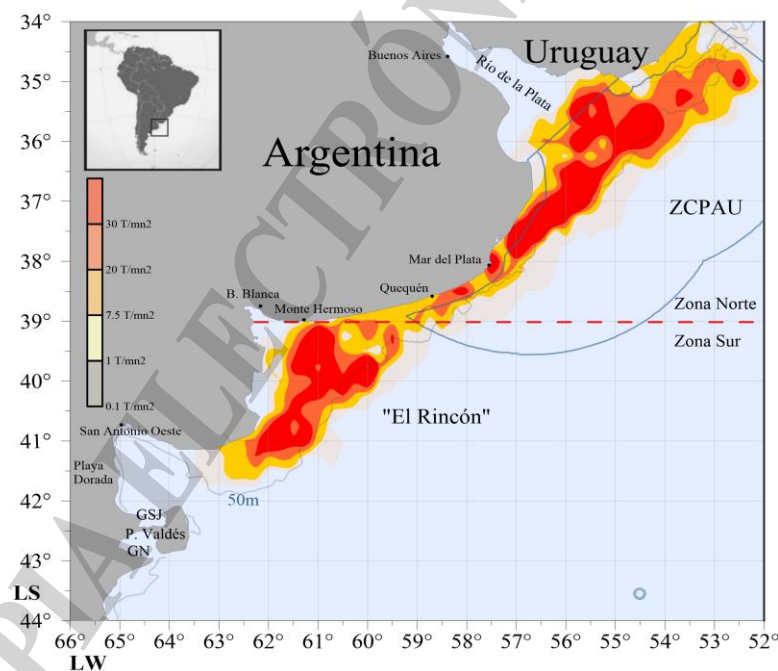 34°
35°
36°
37°
38°
39°
40°
41°
42°
43°
44°
LS
66° 65° 64° 63° 62° 61° 60° 59° 58° 57° 56° 55° 54° 53° 52°
LW
Buenos Aires
Uruguay
Río de la Plata
Argentina
30 T/mn2
20 T/mn2
7.5 T/mn2
1 T/mn2
0.1 T/mn2
ZCPAU
Mar del Plata
Quequén
B. Blanca
Monte Hermoso
Zona Norte
Zona Sur
"El Rincón"
San Antonio Oeste
Playa
Dorada
50m
GSJ
P. Valdés
GN
PIA ELECTRÓN